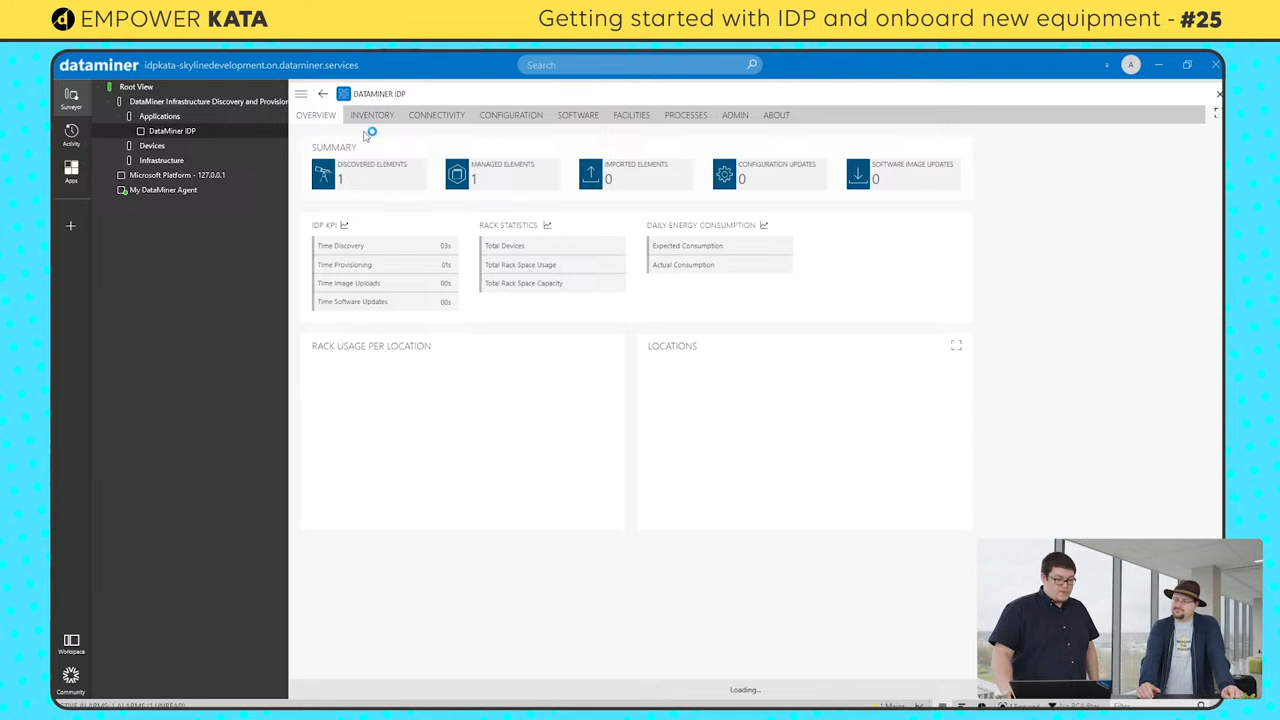 EMPOWER KATA
Getting started with IDP and onboard new equipment - #25
dataminer idpkata-skylinedevelopment.on.dataminer.services
Search
A
Surveyor
Activity
Apps
Workspace
Community
Root View
DataMiner Infrastructure Discovery and Provision
Applications
DataMiner IDP
Devices
Infrastructure
Microsoft Platform - 127.0.0.1
My DataMiner Agent
DATAMINER IDP
OVERVIEW INVENTORY CONNECTIVITY CONFIGURATION SOFTWARE FACILITIES PROCESSES ADMIN ABOUT
SUMMARY
DISCOVERED ELEMENTS
1
MANAGED ELEMENTS
1
IMPORTED ELEMENTS
0
CONFIGURATION UPDATES
0
SOFTWARE IMAGE UPDATES
0
IDP KPI
Time Discovery 03s
Time Provisioning 01s
Time Image Uploads 00s
Time Software Updates 00s
RACK STATISTICS
Total Devices
Total Rack Space Usage
Total Rack Space Capacity
DAILY ENERGY CONSUMPTION
Expected Consumption
Actual Consumption
RACK USAGE PER LOCATION
LOCATIONS
Loading...